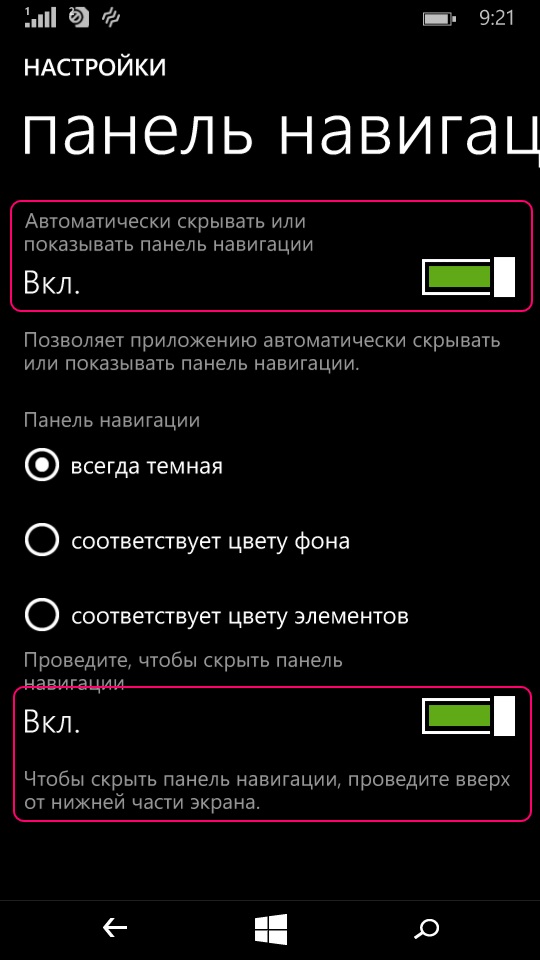 1
2
9:21
НАСТРОЙКИ
панель навигац
Автоматически скрывать или
показывать панель навигации
Вкл.
Позволяет приложению автоматически скрывать
или показывать панель навигации.
Панель навигации
всегда темная
соответствует цвету фона
соответствует цвету элементов
Проведите, чтобы скрыть панель
навигации
Вкл.
Чтобы скрыть панель навигации, проведите вверх
от нижней части экрана.